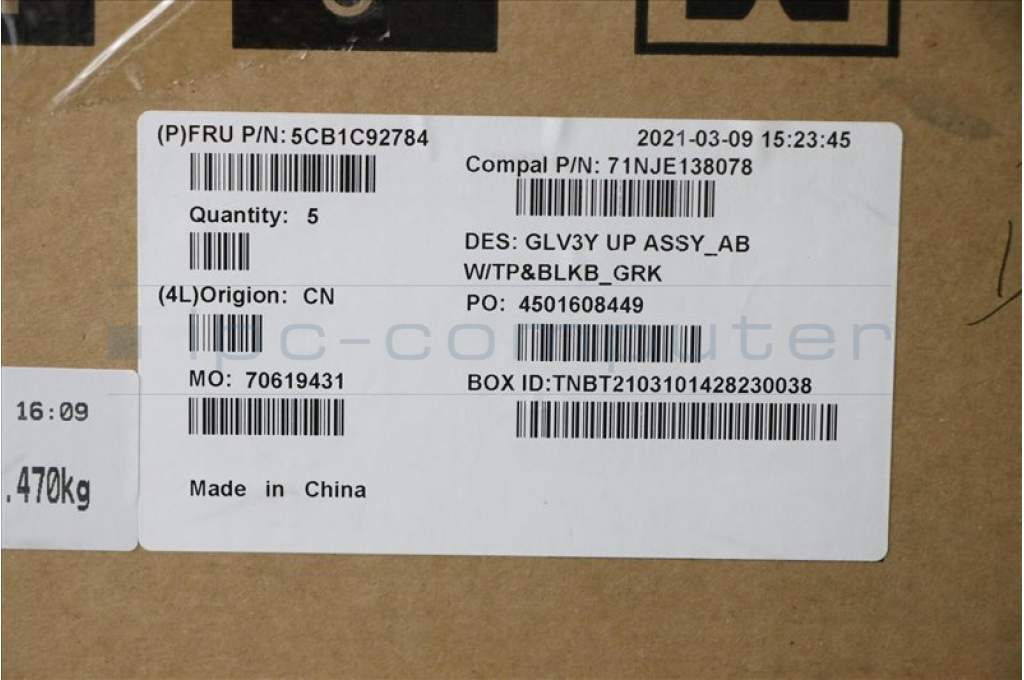 (P)FRU P/N: 5CB1C92784
2021-03-09 15:23:45
Compal P/N: 71NJE138078
Quantity: 5
DES: GLV3Y UP ASSY_AB
W/TP&BLKB_GRK
(4L)Origion: CN
PO: 4501608449
ipc-computer
MO: 70619431
BOX ID:TNBT2103101428230038
16:09
.470kg
Made in China